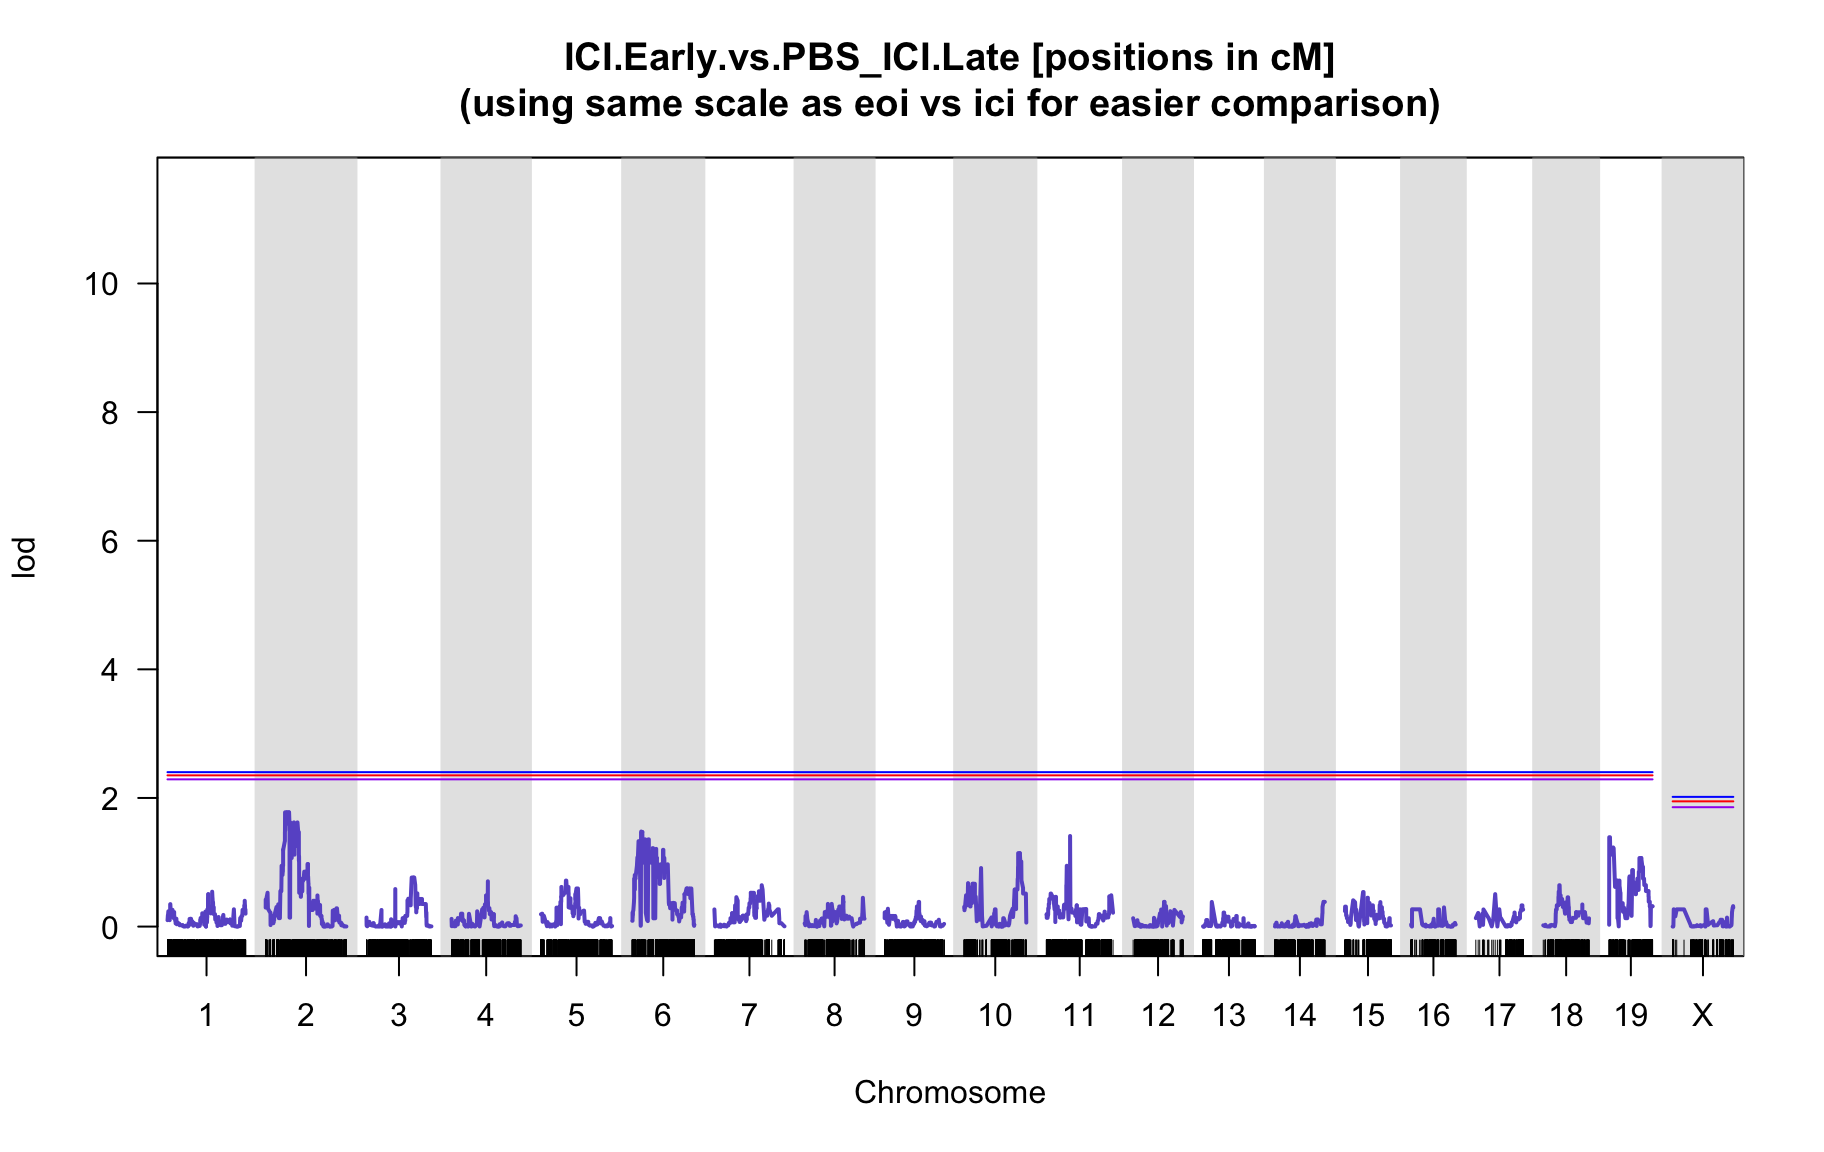 ICI.Early.vs.PBS_ICI.Late [positions in cM]
(using same scale as eoi vs ici for easier comparison)
10
8
6
4
2
0
lod
1 2 3 4 5 6 7 8 9 10 11 12 13 14 15 16 17 18 19 X
Chromosome